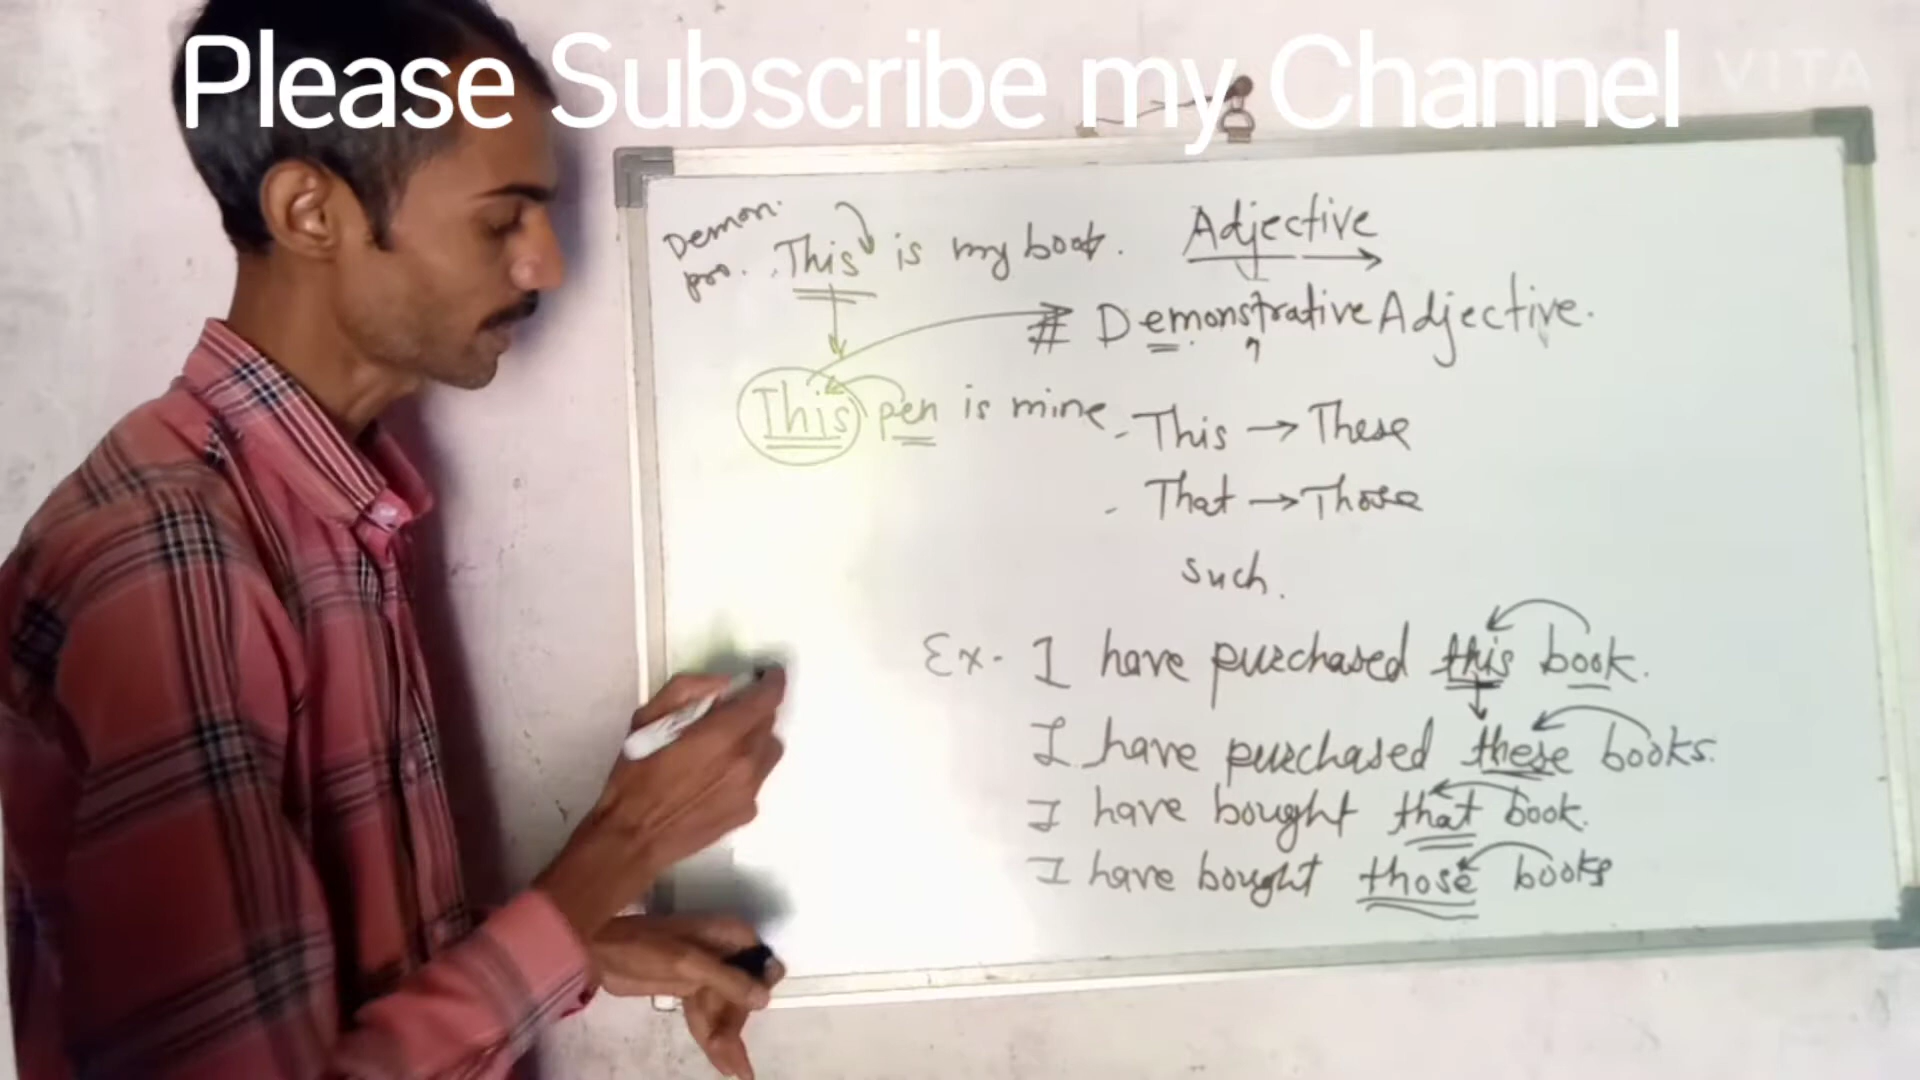 Please Subscribe my Channel
VITA
Demon.
pro. This is my book. Adjective
# Demonstrative Adjective.
This pen is mine
- This → These
- That → Those
such.
Ex- I have purchased this book.
I have purchased these books.
I have bought that book.
I have bought those books